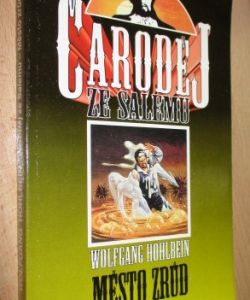 ČARODĚJ
ZE SALEMU
WOLFGANG HOHLBEIN
MĚSTO ZRŮD